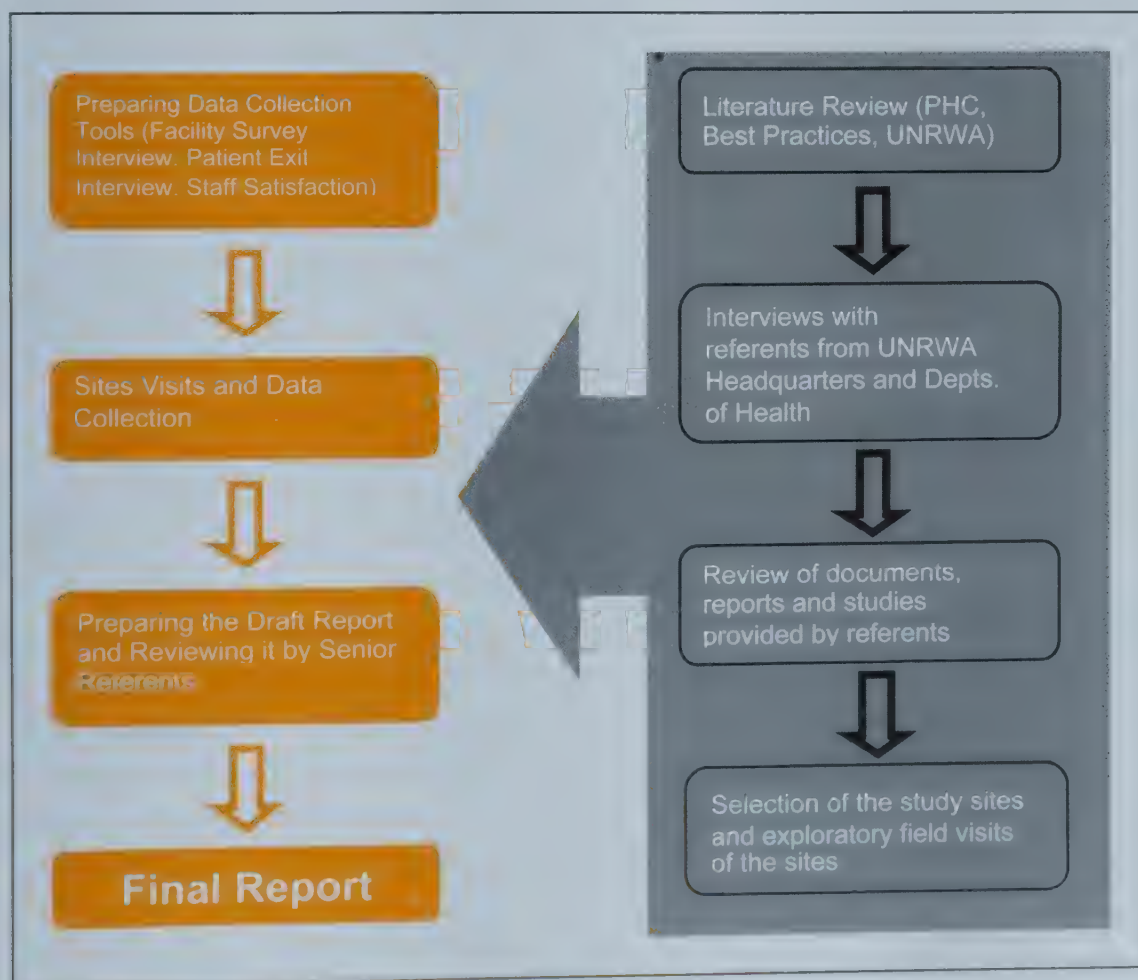 Preparing Data Collection
Tools (Facility Survey
Interview. Patient Exit
Interview. Staff Satisfaction)
Sites Visits and Data
Collection
Preparing the Draft Report
and Reviewing it by Senior
Referents
Final Report
Literature Review (PHC,
Best Practices, UNRWA)
Interviews with
referents from UNRWA
Headquarters and Depts.
of Health
Review of documents,
reports and studies
provided by referents
Selection of the study sites
and exploratory field visits
of the sites